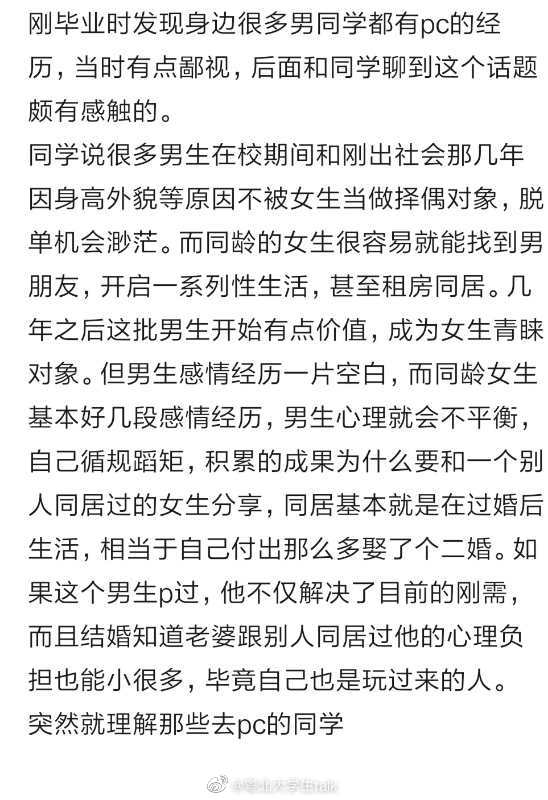 刚毕业时发现身边很多男同学都有pc的经
历，当时有点鄙视，后面和同学聊到这个话题
颇有感触的。
同学说很多男生在校期间和刚出社会那几年
因身高外貌等原因不被女生当做择偶对象，脱
单机会渺茫。而同龄的女生很容易就能找到男
朋友，开启一系列性生活，甚至租房同居。几
年之后这批男生开始有点价值，成为女生青睐
对象。但男生感情经历一片空白，而同龄女生
基本好几段感情经历，男生心理就会不平衡，
自己循规蹈矩，积累的成果为什么要和一个别
人同居过的女生分享，同居基本就是在过婚后
生活，相当于自己付出那么多娶了个二婚。如
果这个男生p过，他不仅解决了目前的刚需，
而且结婚知道老婆跟别人同居过他的心理负
担也能小很多，毕竟自己也是玩过来的人。
突然就理解那些去pc的同学